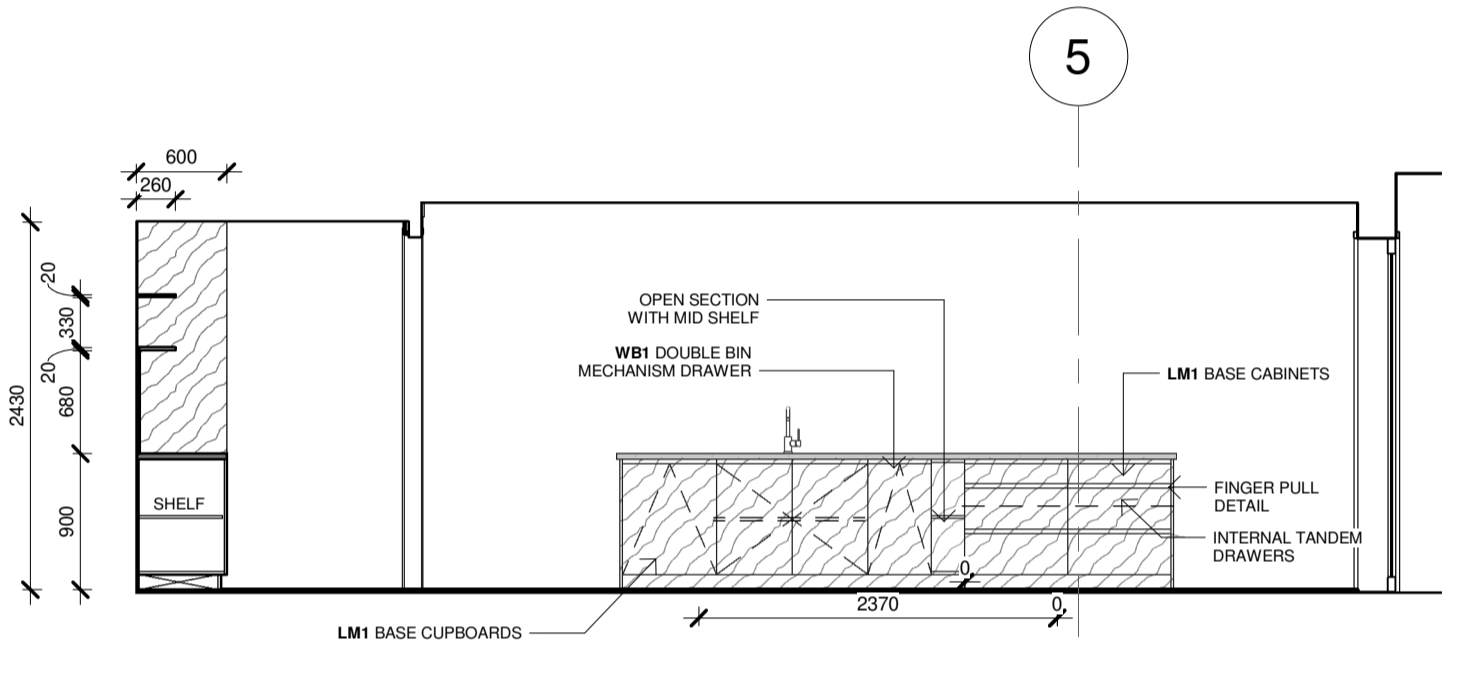 5
600
260
20
330
20
680
2430
900
SHELF
OPEN SECTION
WITH MID SHELF
WB1 DOUBLE BIN
MECHANISM DRAWER
LM1 BASE CABINETS
FINGER PULL
DETAIL
INTERNAL TANDEM
DRAWERS
0,
2370
0,
LM1 BASE CUPBOARDS